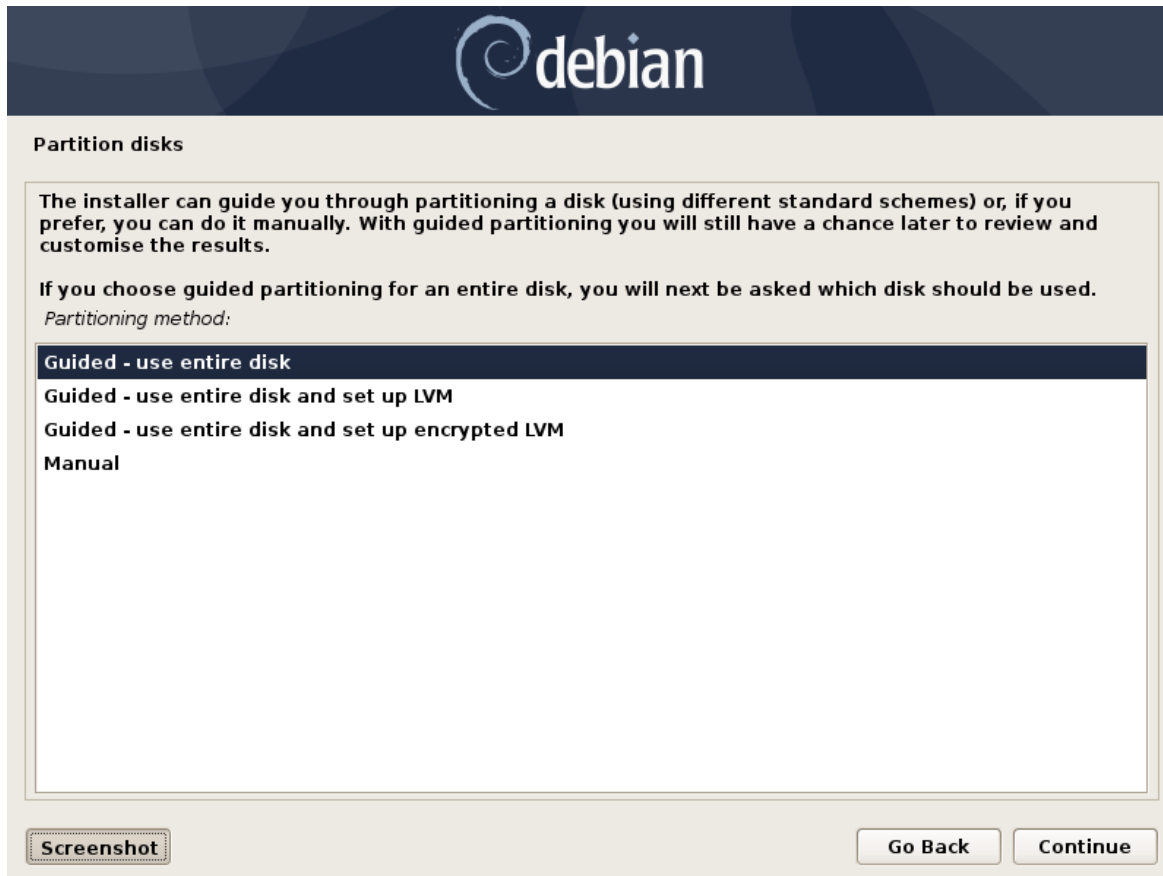 debian
Partition disks
The installer can guide you through partitioning a disk (using different standard schemes) or, if you
prefer, you can do it manually. With guided partitioning you will still have a chance later to review and
customise the results.
If you choose guided partitioning for an entire disk, you will next be asked which disk should be used.
Partitioning method:
Guided - use entire disk
Guided - use entire disk and set up LVM
Guided - use entire disk and set up encrypted LVM
Manual
Screenshot
Go Back
Continue